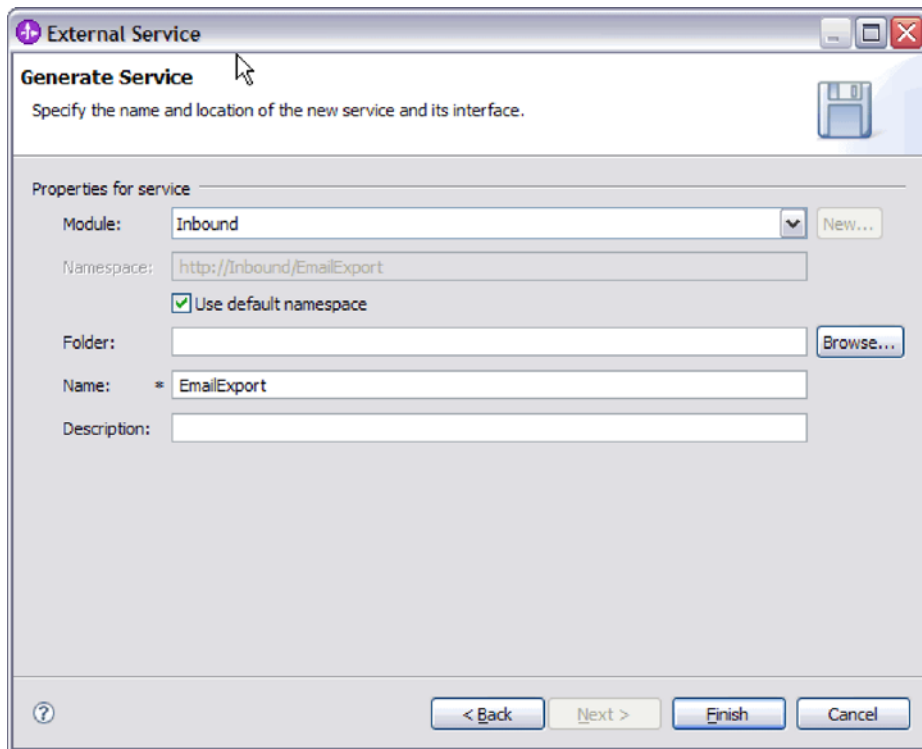 External Service
Generate Service
Specify the name and location of the new service and its interface.
Properties for service
Module: Inbound New...
Namespace: http://Inbound/EmailExport
Use default namespace
Folder: Browse...
Name: * EmailExport
Description:
? < Back Next > Finish Cancel